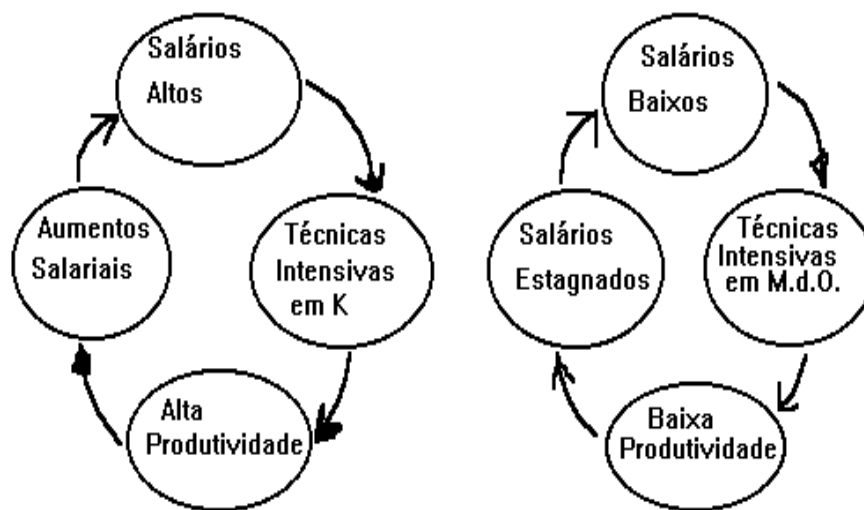 Salários
Altos
Técnicas
Intensivas
em K
Alta
Produtividade
Aumentos
Salariais
Salários
Baixos
Técnicas
Intensivas
em M.d.O.
Baixa
Produtividade
Salários
Estagnados